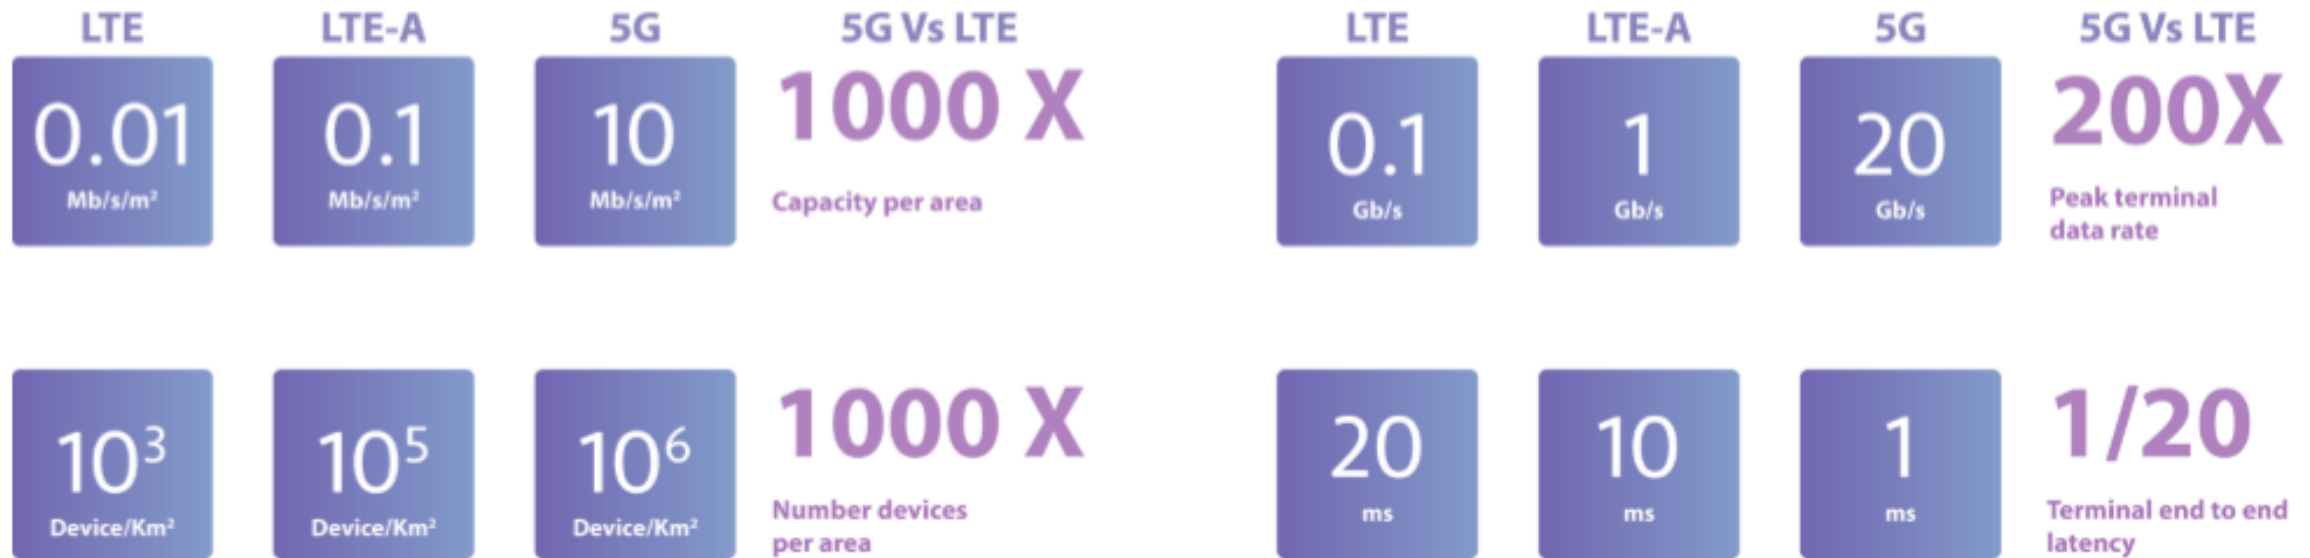 LTE LTE-A 5G 5G Vs LTE
0.01 0.1 10 1000 X
Mb/s/m² Mb/s/m² Mb/s/m² Capacity per area
LTE LTE-A 5G 5G Vs LTE
0.1 1 20 200X
Gb/s Gb/s Gb/s Peak terminal
data rate
10³ 10⁵ 10⁶ 1000 X
Device/Km² Device/Km² Device/Km² Number devices
per area
20 10 1 1/20
ms ms ms Terminal end to end
latency